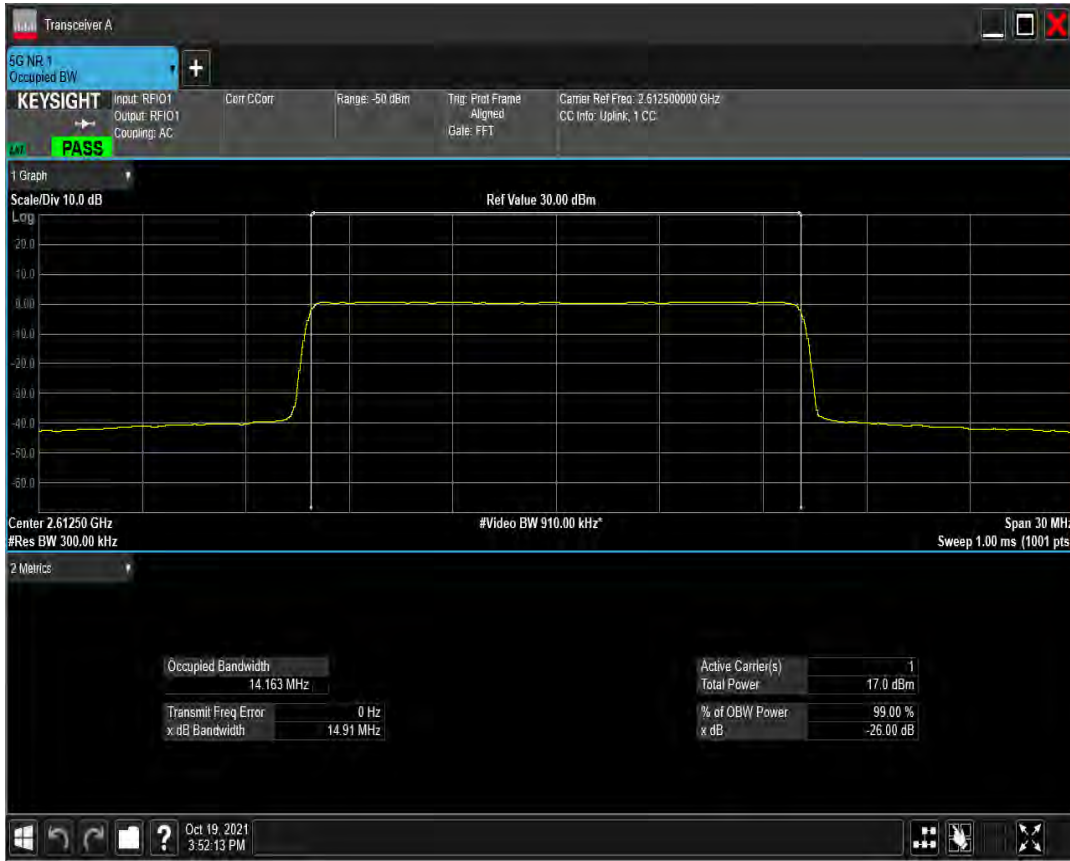 Transceiver A
5G NR 1
Occupied BW
+
KEYSIGHT
Input: RFIO1
Output: RFIO1
Coupling: AC
Corr CCorr
Range: -50 dBm
Trig: Prot Frame
Aligned
Gate: FFT
Carrier Ref Freq: 2.612500000 GHz
CC Info: Uplink, 1 CC
PASS
1 Graph
Scale/Div 10.0 dB
Ref Value 30.00 dBm
Log
20.0
10.0
0.00
-10.0
-20.0
-30.0
-40.0
-50.0
-60.0
Center 2.61250 GHz
#Video BW 910.00 kHz*
Span 30 MHz
#Res BW 300.00 kHz
Sweep 1.00 ms (1001 pts
2 Metrics
Occupied Bandwidth
14.163 MHz
Transmit Freq Error 0 Hz
x dB Bandwidth 14.91 MHz
Active Carrier(s) 1
Total Power 17.0 dBm
% of OBW Power 99.00 %
x dB -26.00 dB
?
Oct 19, 2021
3:52:13 PM